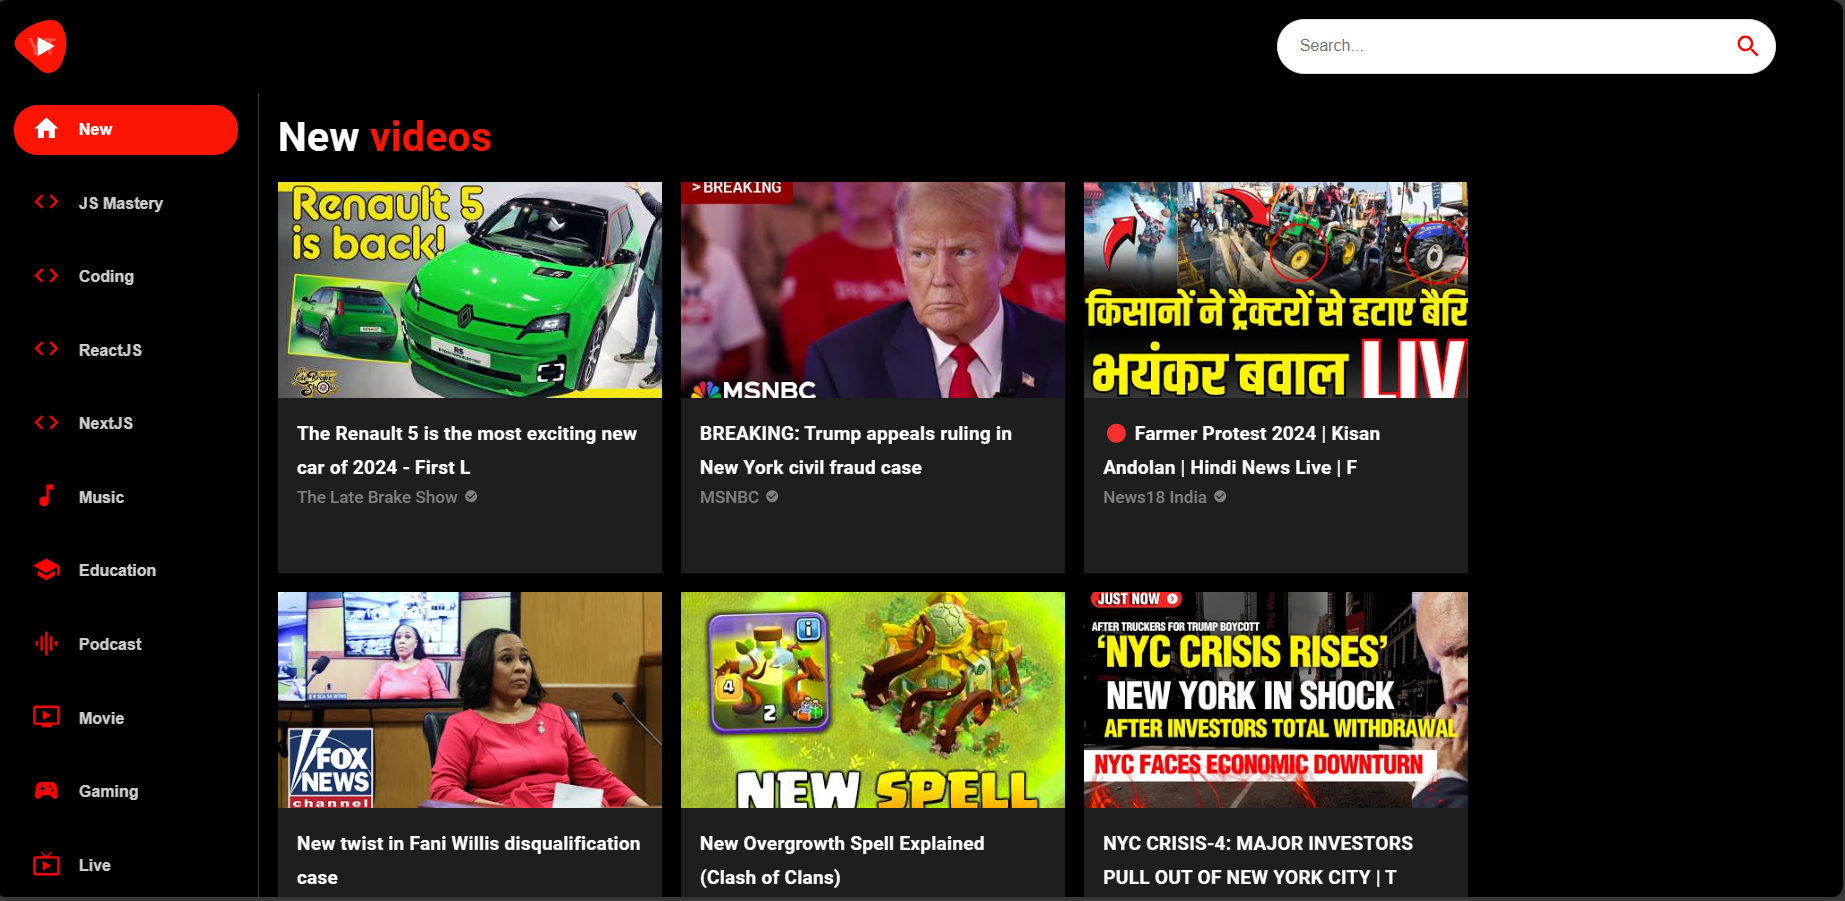 Search...
New
JS Mastery
Coding
ReactJS
NextJS
Music
Education
Podcast
Movie
Gaming
Live
New videos
Renault 5
is back!
R5
>BREAKING
MSNBC
किसानों ने ट्रैक्टरों से हटाए बैरि
भयंकर बवाल LIV
The Renault 5 is the most exciting new
car of 2024 - First L
The Late Brake Show
BREAKING: Trump appeals ruling in
New York civil fraud case
MSNBC
🔴 Farmer Protest 2024 | Kisan
Andolan | Hindi News Live | F
News18 India
FOX
NEWS
channel
4
2
i
NEW SPELL
JUST NOW
AFTER TRUCKERS FOR TRUMP BOYCOTT
‘NYC CRISIS RISES’
NEW YORK IN SHOCK
AFTER INVESTORS TOTAL WITHDRAWAL
NYC FACES ECONOMIC DOWNTURN
New twist in Fani Willis disqualification
case
New Overgrowth Spell Explained
(Clash of Clans)
NYC CRISIS-4: MAJOR INVESTORS
PULL OUT OF NEW YORK CITY | T